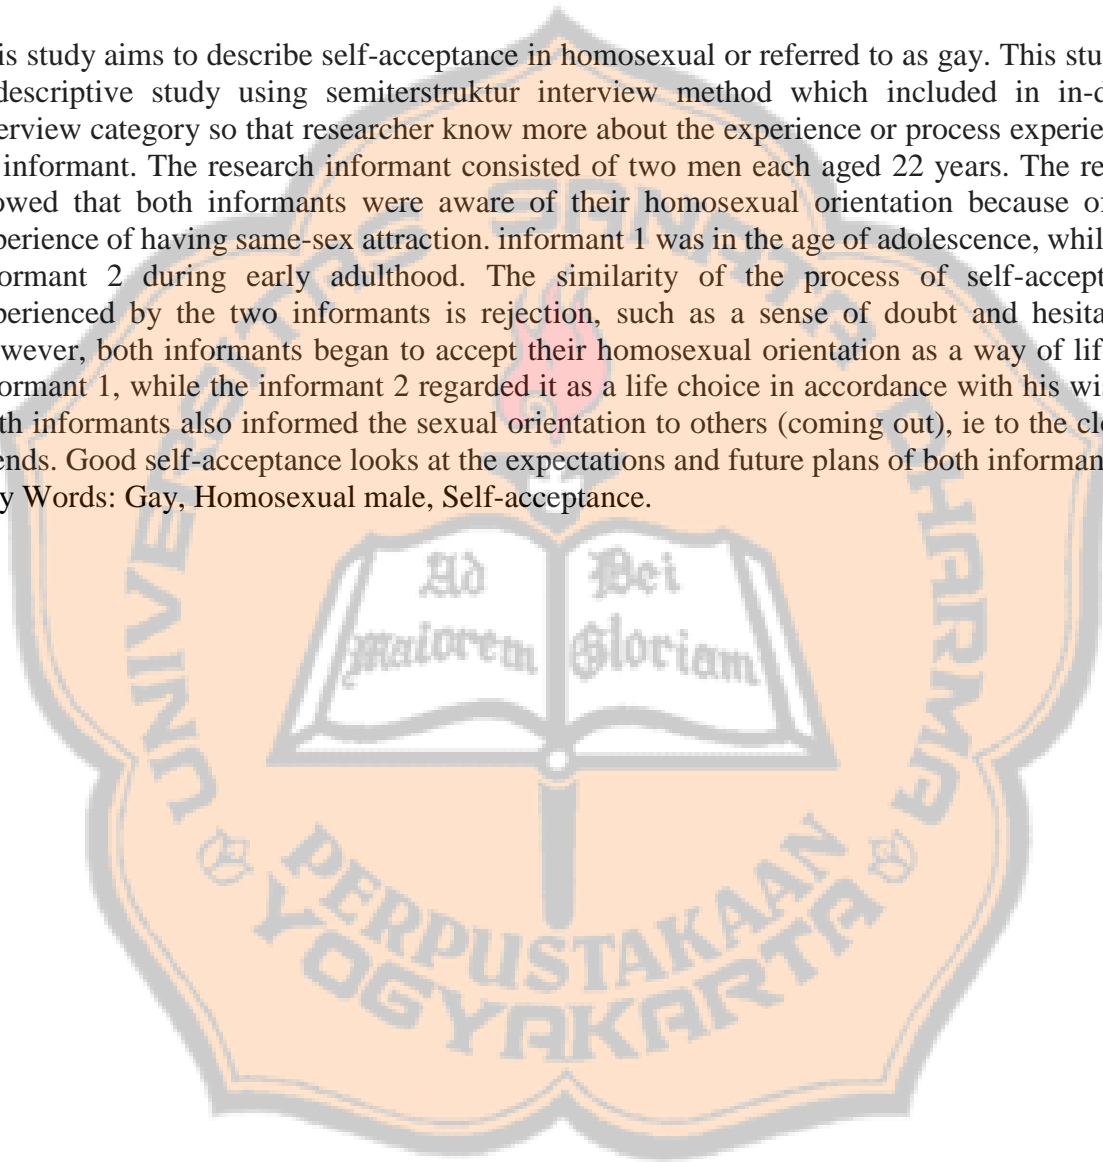 is study aims to describe self-acceptance in homosexual or referred to as gay. This stu
descriptive study using semiterstruktur interview method which included in in-d
erview category so that researcher know more about the experience or process experie
informant. The research informant consisted of two men each aged 22 years. The re
owed that both informants were aware of their homosexual orientation because of
perience of having same-sex attraction. informant 1 was in the age of adolescence, whil
ormant 2 during early adulthood. The similarity of the process of self-accept
perienced by the two informants is rejection, such as a sense of doubt and hesita
owever, both informants began to accept their homosexual orientation as a way of lif
ormant 1, while the informant 2 regarded it as a life choice in accordance with his wi
th informants also informed the sexual orientation to others (coming out), ie to the clo
ends. Good self-acceptance looks at the expectations and future plans of both informan
y Words: Gay, Homosexual male, Self-acceptance.
UNIVERSITAS SANATA DHARMA
Ad Dei
maiorem Gloriam
PERPUSTAKAAN
YOGYAKARTA